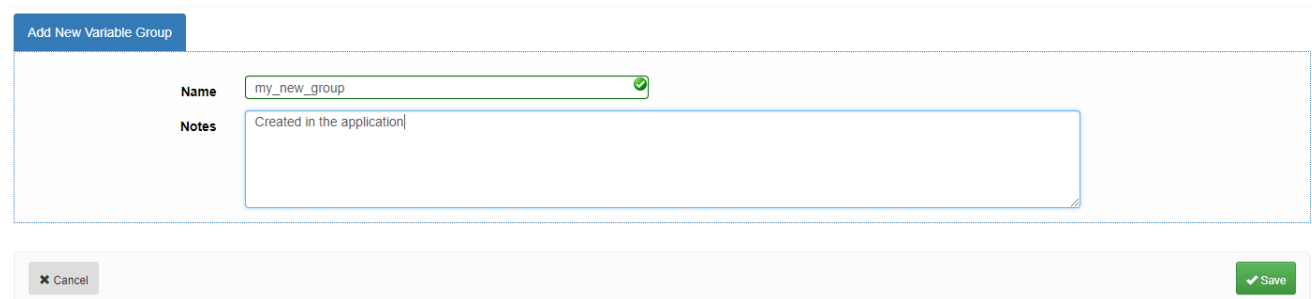 Add New Variable Group
Name my_new_group
Notes Created in the application
Cancel Save